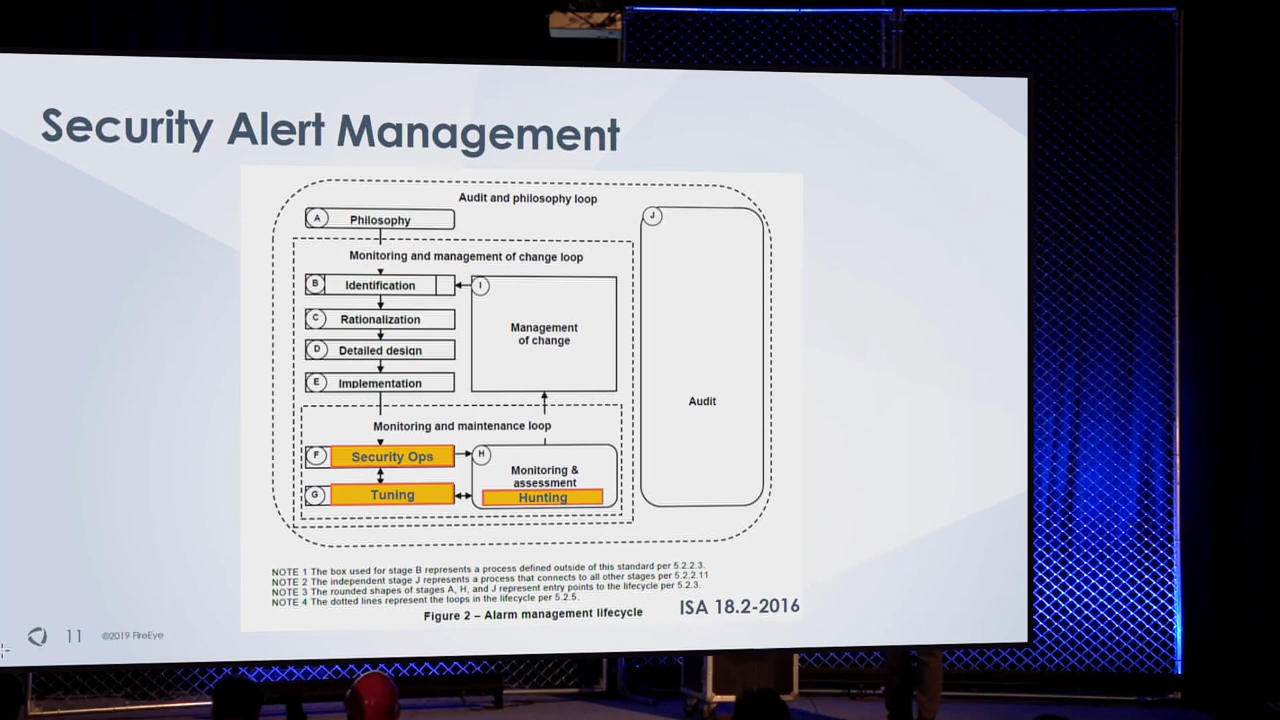 Security Alert Management
Audit and philosophy loop
A
Philosophy
J
Monitoring and management of change loop
B
Identification
I
C
Rationalization
Management
of change
D
Detailed design
E
Implementation
Audit
Monitoring and maintenance loop
F
Security Ops
H
Monitoring &
assessment
G
Tuning
Hunting
NOTE 1 The box used for stage B represents a process defined outside of this standard per 5.2.2.3.
NOTE 2 The independent stage J represents a process that connects to all other stages per 5.2.2.11
NOTE 3 The rounded shapes of stages A, H, and J represent entry points to the lifecycle per 5.2.3.
NOTE 4 The dotted lines represent the loops in the lifecycle per 5.2.5.
Figure 2 – Alarm management lifecycle
ISA 18.2-2016
11
©2019 FireEye